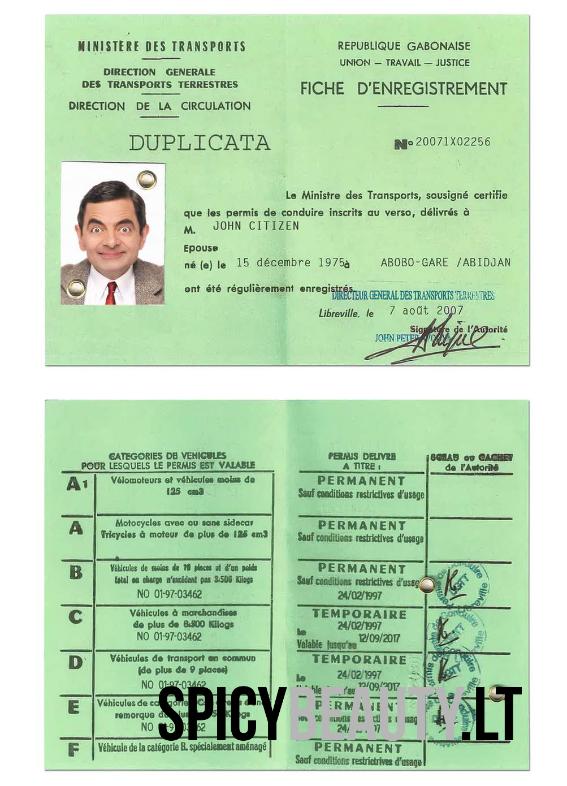 MINISTERE DES TRANSPORTS
DIRECTION GENERALE
DES TRANSPORTS TERRESTRES
DIRECTION DE LA CIRCULATION
DUPLICATA
REPUBLIQUE GABONAISE
UNION — TRAVAIL — JUSTICE
FICHE D'ENREGISTREMENT
No 20071X02256
Le Ministre des Transports, sousigné certifie
que les permis de conduire inscrits au verso, délivrés à
M. JOHN CITIZEN
Epouse
né (e) le 15 décembre 1975 à ABOBO-GARE /ABIDJAN
ont été régulièrement enregistrés.
DIRECTEUR GENERAL DES TRANSPORTS TERRESTRES
Libreville, le 7 août 2007
Signature de l'Autorité
JOHN PETER
CATEGORIES DE VEHICULES
POUR LESQUELS LE PERMIS EST VALABLE
PERMIS DELIVRE
A TITRE :
SCEAU ou CACHET
de l'Autorité
A1
Vélomoteurs et véhicules moins de
125 cm3
PERMANENT
Sauf conditions restrictives d'usage
A
Motocycles avec ou sans sidecar
Tricycles à moteur de plus de 125 cm3
PERMANENT
Sauf conditions restrictives d'usage
B
Véhicules de moins de 10 places et d'un poids
total en charge n'excédant pas 3.500 Kilogs
NO 01-97-03462
PERMANENT
Sauf conditions restrictives d'usage
24/02/1997
C
Véhicules à marchandises
de plus de 3.500 Kilogs
NO 01-97-03462
TEMPORAIRE
le 24/02/1997
Valable jusqu'au 12/09/2017
D
Véhicules de transport en commun
(de plus de 9 places)
NO 01-97-03462
TEMPORAIRE
le 24/02/1997
12/09/2017
E
Véhicules de
remorque de
NO
PERMANENT
F
Véhicule de la catégorie B. spécialement aménagé
PERMANENT
Sauf conditions restrictives d'usage
SPICYBEAUTY.LT